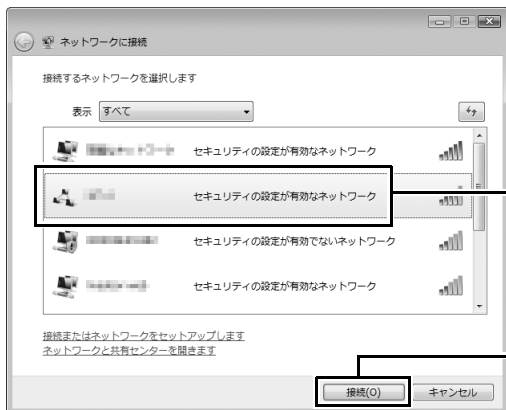 ネットワークに接続
接続するネットワークを選択します
表示 すべて
セキュリティの設定が有効なネットワーク
セキュリティの設定が有効なネットワーク
セキュリティの設定が有効でないネットワーク
セキュリティの設定が有効なネットワーク
接続またはネットワークをセットアップします
ネットワークと共有センターを開きます
接続(O) キャンセル